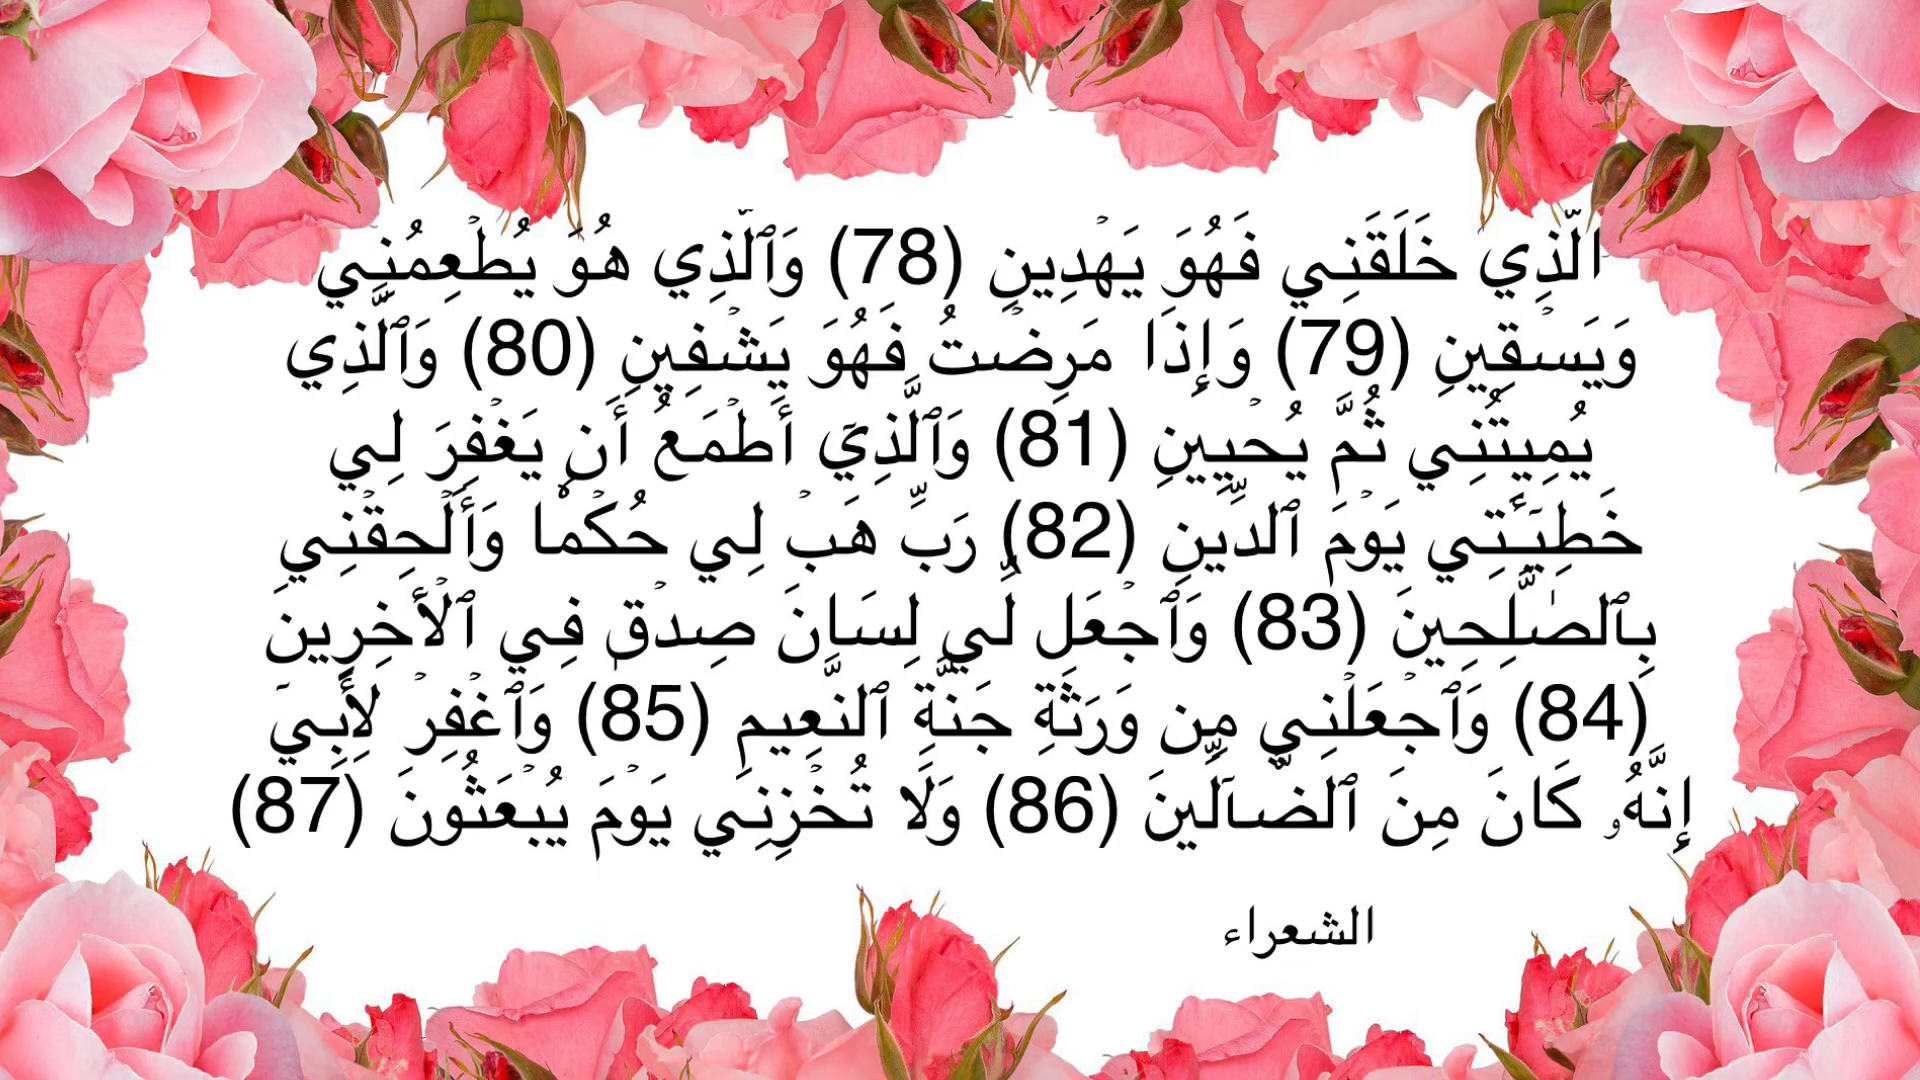 الَّذِي خَلَقَنِي فَهُوَ يَهۡدِينِ (78) وَٱلَّذِي هُوَ يُطۡعِمُنِي
وَيَسۡقِينِ (79) وَإِذَا مَرِضۡتُ فَهُوَ يَشۡفِينِ (80) وَٱلَّذِي
يُمِيتُنِي ثُمَّ يُحۡيِينِ (81) وَٱلَّذِيٓ أَطۡمَعُ أَن يَغۡفِرَ لِي
خَطِيٓـَٔتِي يَوۡمَ ٱلدِّينِ (82) رَبِّ هَبۡ لِي حُكۡمٗا وَأَلۡحِقۡنِي
بِٱلصَّٰلِحِينَ (83) وَٱجۡعَل لِّي لِسَانَ صِدۡقٖ فِي ٱلۡأٓخِرِينَ
(84) وَٱجۡعَلۡنِي مِن وَرَثَةِ جَنَّةِ ٱلنَّعِيمِ (85) وَٱغۡفِرۡ لِأَبِيٓ
إِنَّهُۥ كَانَ مِنَ ٱلضَّآلِّينَ (86) وَلَا تُخۡزِنِي يَوۡمَ يُبۡعَثُونَ (87)
الشعراء